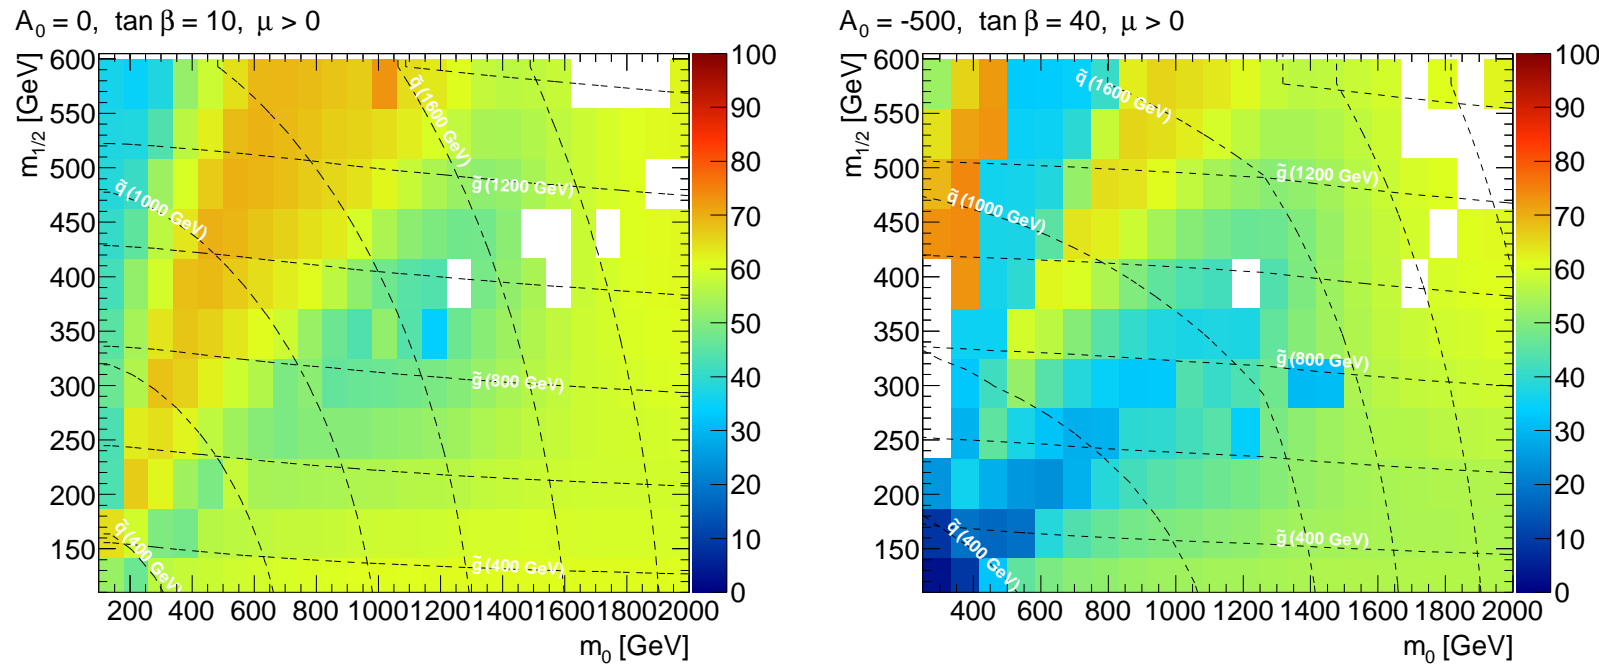 A₀ = 0, tan β = 10, μ > 0
m₁/₂ [GeV]
600
550
500
450
400
350
300
250
200
150
q̃ (1600 GeV)
g̃ (1200 GeV)
q̃ (1000 GeV)
g̃ (800 GeV)
q̃ (400 GeV)
g̃ (400 GeV)
200 400 600 800 1000 1200 1400 1600 1800 2000
m₀ [GeV]
100
90
80
70
60
50
40
30
20
10
0
A₀ = -500, tan β = 40, μ > 0
m₁/₂ [GeV]
600
550
500
450
400
350
300
250
200
150
q̃ (1600 GeV)
g̃ (1200 GeV)
q̃ (1000 GeV)
g̃ (800 GeV)
q̃ (400 GeV)
g̃ (400 GeV)
400 600 800 1000 1200 1400 1600 1800 2000
m₀ [GeV]
100
90
80
70
60
50
40
30
20
10
0